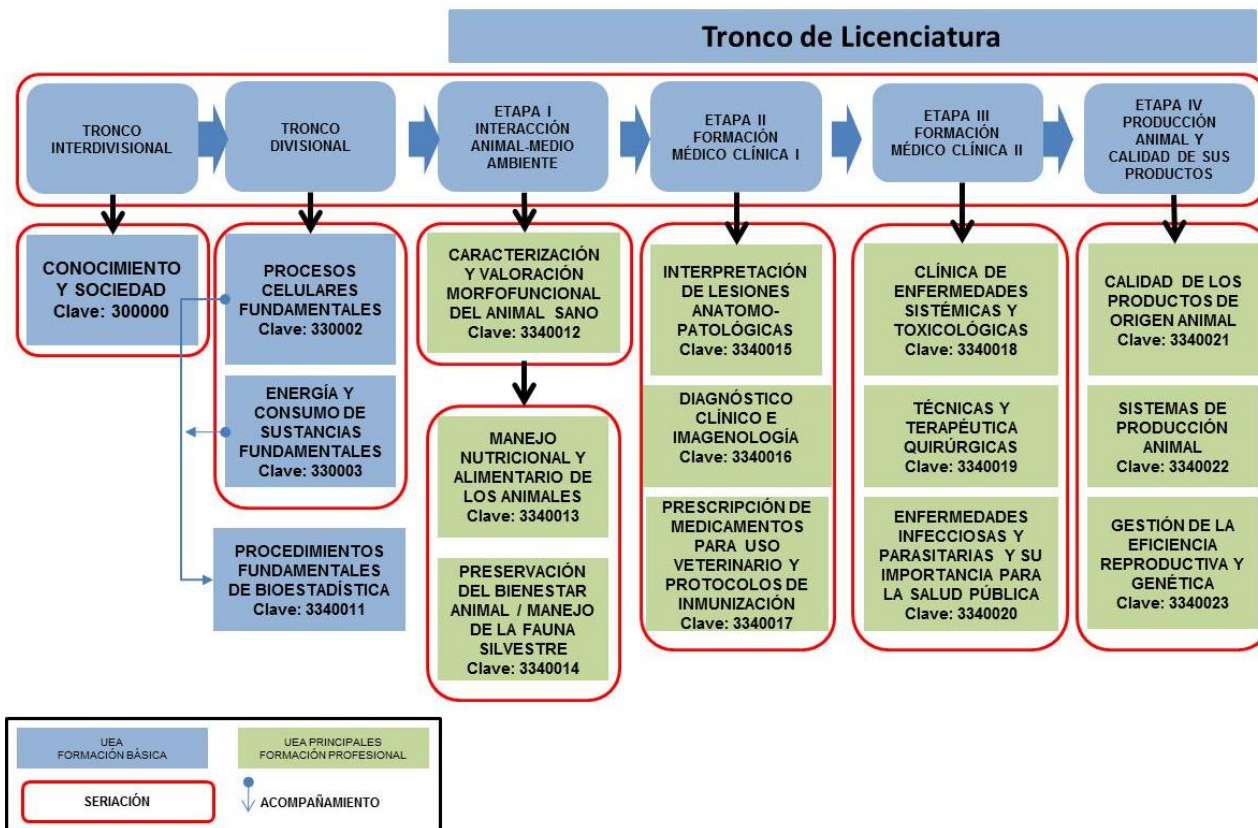 Tronco de Licenciatura
TRONCO
INTERDIVISIONAL
TRONCO
DIVISIONAL
ETAPA I
INTERACCIÓN
ANIMAL-MEDIO
AMBIENTE
ETAPA II
FORMACIÓN
MÉDICO CLÍNICA I
ETAPA III
FORMACIÓN
MÉDICO CLÍNICA II
ETAPA IV
PRODUCCIÓN
ANIMAL Y
CALIDAD DE SUS
PRODUCTOS
CONOCIMIENTO
Y SOCIEDAD
Clave: 300000
PROCESOS
CELULARES
FUNDAMENTALES
Clave: 330002
ENERGÍA Y
CONSUMO DE
SUSTANCIAS
FUNDAMENTALES
Clave: 330003
PROCEDIMIENTOS
FUNDAMENTALES
DE BIOESTADÍSTICA
Clave: 3340011
CARACTERIZACIÓN
Y VALORACIÓN
MORFOFUNCIONAL
DEL ANIMAL SANO
Clave: 3340012
MANEJO
NUTRICIONAL Y
ALIMENTARIO DE
LOS ANIMALES
Clave: 3340013
PRESERVACIÓN
DEL BIENESTAR
ANIMAL / MANEJO
DE LA FAUNA
SILVESTRE
Clave: 3340014
INTERPRETACIÓN
DE LESIONES
ANATOMO-
PATOLÓGICAS
Clave: 3340015
DIAGNÓSTICO
CLÍNICO E
IMAGENOLOGÍA
Clave: 3340016
PRESCRIPCIÓN DE
MEDICAMENTOS
PARA USO
VETERINARIO Y
PROTOCOLOS DE
INMUNIZACIÓN
Clave: 3340017
CLÍNICA DE
ENFERMEDADES
SISTÉMICAS Y
TOXICOLÓGICAS
Clave: 3340018
TÉCNICAS Y
TERAPÉUTICA
QUIRÚRGICAS
Clave: 3340019
ENFERMEDADES
INFECCIOSAS Y
PARASITARIAS Y SU
IMPORTANCIA PARA
LA SALUD PÚBLICA
Clave: 3340020
CALIDAD DE LOS
PRODUCTOS DE
ORIGEN ANIMAL
Clave: 3340021
SISTEMAS DE
PRODUCCIÓN
ANIMAL
Clave: 3340022
GESTIÓN DE LA
EFICIENCIA
REPRODUCTIVA Y
GENÉTICA
Clave: 3340023
UEA
FORMACIÓN BÁSICA
UEA PRINCIPALES
FORMACIÓN PROFESIONAL
SERIACIÓN
ACOMPAÑAMIENTO